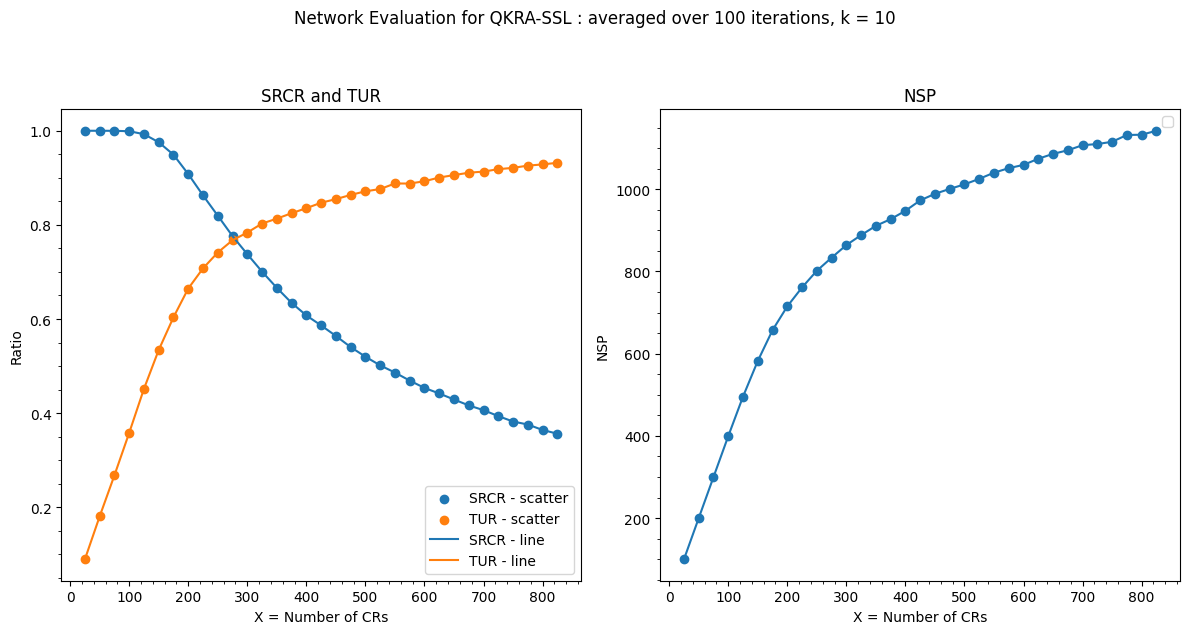 Network Evaluation for QKRA-SSL : averaged over 100 iterations, k = 10
SRCR and TUR
1.0
0.8
0.6
0.4
0.2
Ratio
0 100 200 300 400 500 600 700 800
X = Number of CRs
SRCR - scatter
TUR - scatter
SRCR - line
TUR - line
NSP
1000
800
600
400
200
NSP
0 100 200 300 400 500 600 700 800
X = Number of CRs